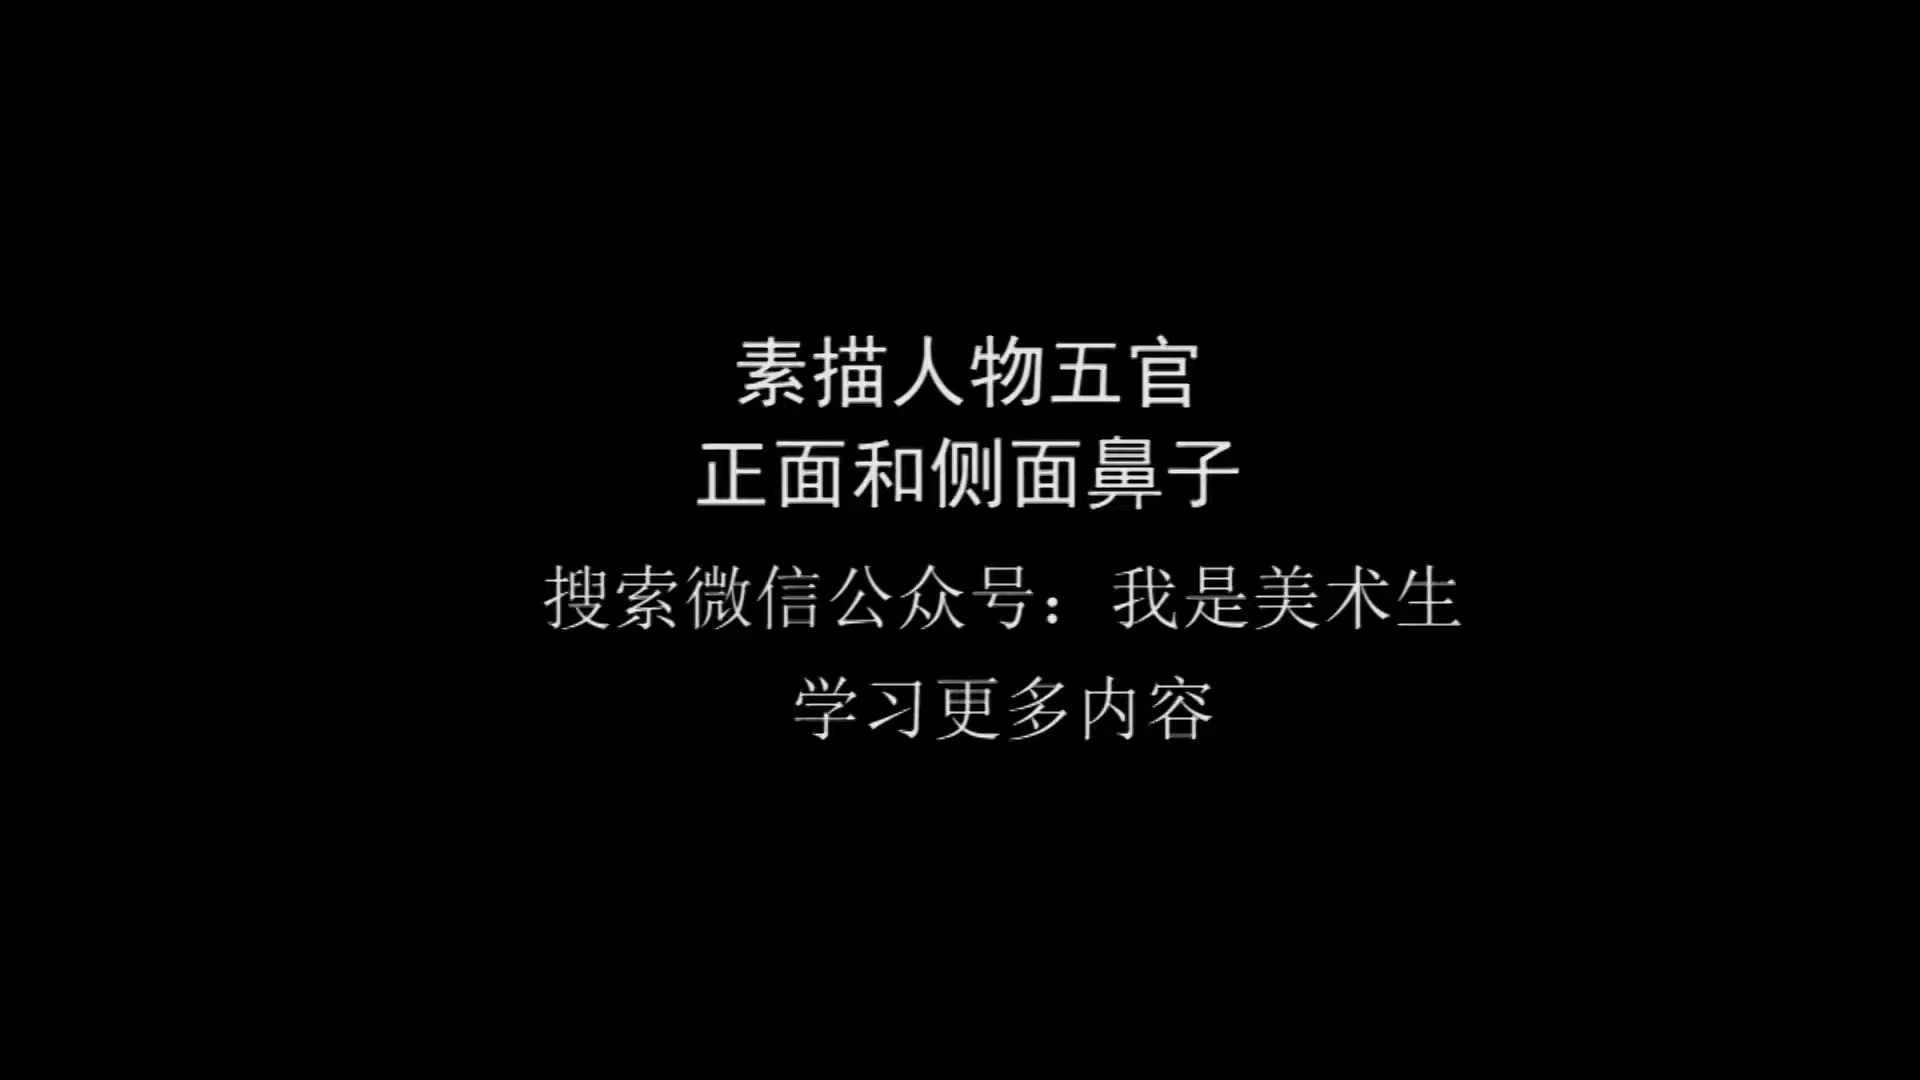 素描人物五官
正面和侧面鼻子
搜索微信公众号：我是美术生
学习更多内容